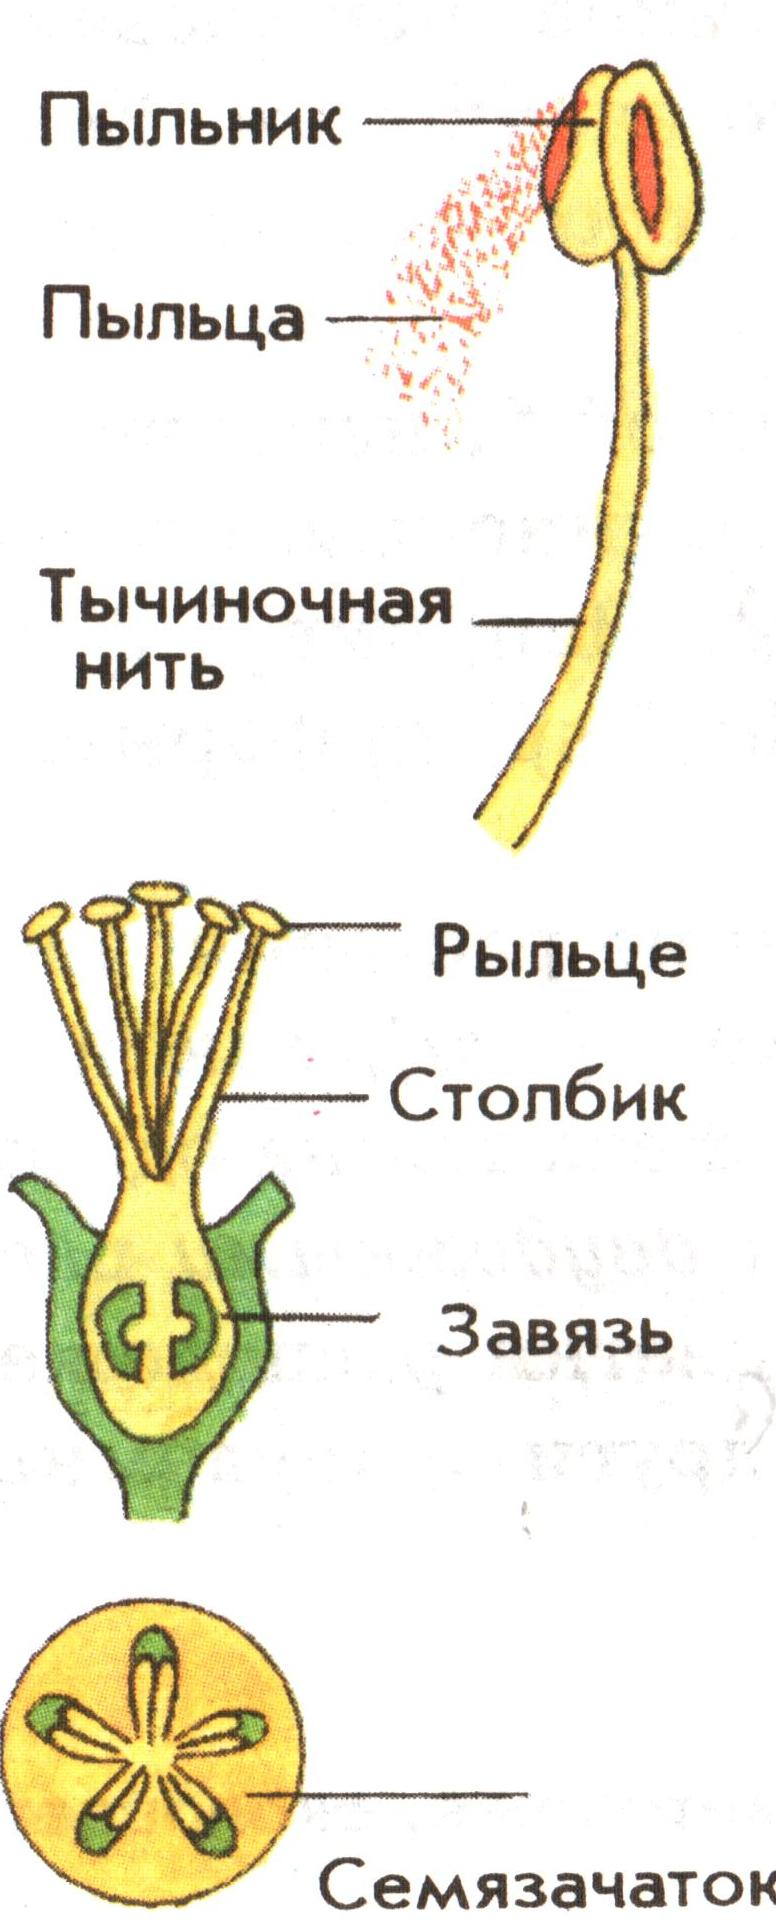 Пыльник
Пыльца
Тычиночная
нить
Рыльце
Столбик
Завязь
Семязачаток